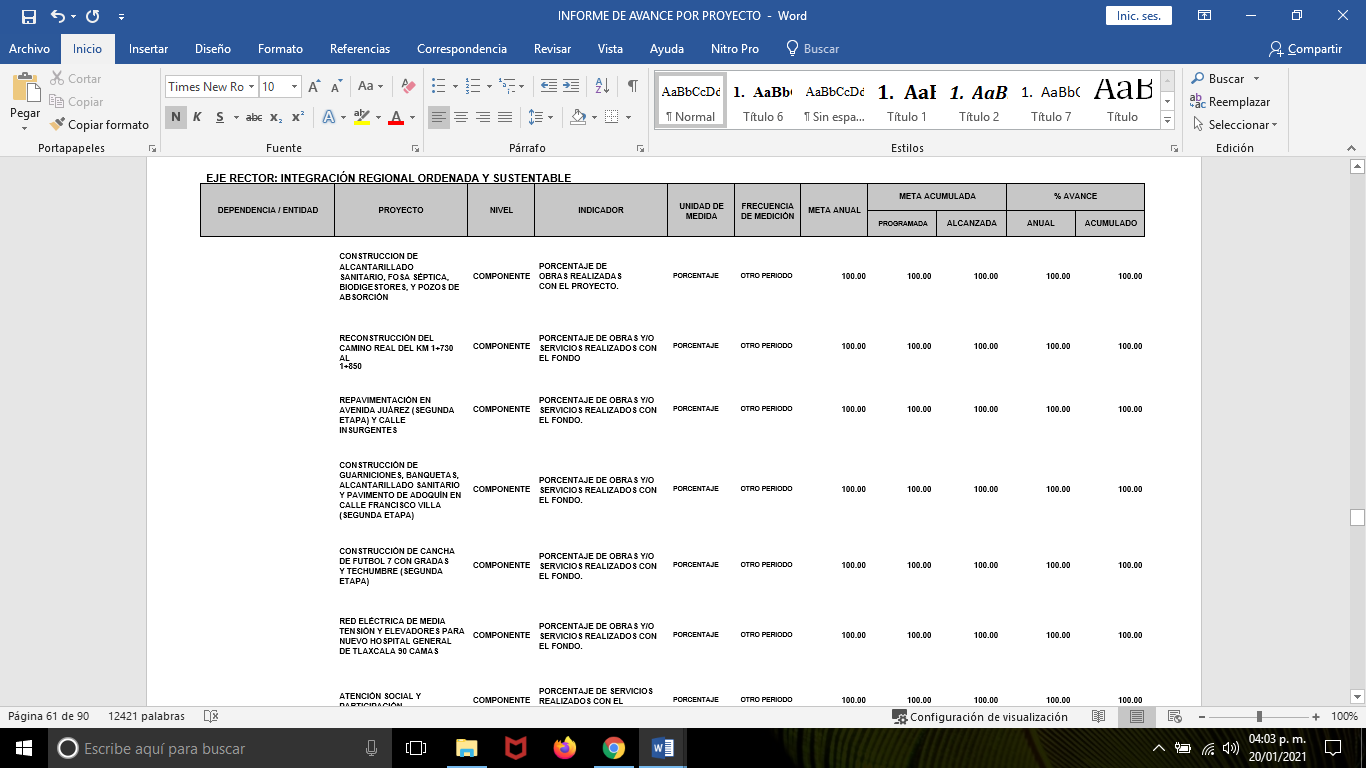 INFORME DE AVANCE POR PROYECTO - Word
Inic. ses.
Archivo Inicio Insertar Diseño Formato Referencias Correspondencia Revisar Vista Ayuda Nitro Pro Buscar Compartir
Pegar
Cortar
Copiar
Copiar formato
Portapapeles
Times New Ro 10
Fuente
Párrafo
AaBbCcDd 1. AaBb( AaBbCcDd 1. AaB 1. AaB 1. AaBb( AaB
¶ Normal Título 6 ¶ Sin espa... Título 1 Título 2 Título 7 Título
Estilos
Buscar
Reemplazar
Seleccionar
Edición
EJE RECTOR: INTEGRACIÓN REGIONAL ORDENADA Y SUSTENTABLE
DEPENDENCIA / ENTIDAD
PROYECTO
NIVEL
INDICADOR
UNIDAD DE
MEDIDA
FRECUENCIA
DE MEDICIÓN
META ANUAL
META ACUMULADA
PROGRAMADA ALCANZADA
% AVANCE
ANUAL ACUMULADO
CONSTRUCCION DE
ALCANTARILLADO
SANITARIO, FOSA SÉPTICA,
BIODIGESTORES, Y POZOS DE
ABSORCIÓN
COMPONENTE
PORCENTAJE DE
OBRAS REALIZADAS
CON EL PROYECTO.
PORCENTAJE OTRO PERIODO 100.00 100.00 100.00 100.00 100.00
RECONSTRUCCIÓN DEL
CAMINO REAL DEL KM 1+730
AL
1+850
COMPONENTE
PORCENTAJE DE OBRAS Y/O
SERVICIOS REALIZADOS CON
EL FONDO
PORCENTAJE OTRO PERIODO 100.00 100.00 100.00 100.00 100.00
REPAVIMENTACIÓN EN
AVENIDA JUÁREZ (SEGUNDA
ETAPA) Y CALLE
INSURGENTES
COMPONENTE
PORCENTAJE DE OBRAS Y/O
SERVICIOS REALIZADOS CON
EL FONDO.
PORCENTAJE OTRO PERIODO 100.00 100.00 100.00 100.00 100.00
CONSTRUCCIÓN DE
GUARNICIONES, BANQUETAS,
ALCANTARILLADO SANITARIO
Y PAVIMENTO DE ADOQUÍN EN
CALLE FRANCISCO VILLA
(SEGUNDA ETAPA)
COMPONENTE
PORCENTAJE DE OBRAS Y/O
SERVICIOS REALIZADOS CON
EL FONDO.
PORCENTAJE OTRO PERIODO 100.00 100.00 100.00 100.00 100.00
CONSTRUCCIÓN DE CANCHA
DE FUTBOL 7 CON GRADAS
Y TECHUMBRE (SEGUNDA
ETAPA)
COMPONENTE
PORCENTAJE DE OBRAS Y/O
SERVICIOS REALIZADOS CON
EL FONDO.
PORCENTAJE OTRO PERIODO 100.00 100.00 100.00 100.00 100.00
RED ELÉCTRICA DE MEDIA
TENSIÓN Y ELEVADORES PARA
NUEVO HOSPITAL GENERAL
DE TLAXCALA 90 CAMAS
COMPONENTE
PORCENTAJE DE OBRAS Y/O
SERVICIOS REALIZADOS CON
EL FONDO.
PORCENTAJE OTRO PERIODO 100.00 100.00 100.00 100.00 100.00
ATENCIÓN SOCIAL Y
PARTICIPACIÓN
COMPONENTE
PORCENTAJE DE SERVICIOS
REALIZADOS CON EL
PORCENTAJE OTRO PERIODO 100.00 100.00 100.00 100.00 100.00
Página 61 de 90 12421 palabras Configuración de visualización 100%
Escribe aquí para buscar
04:03 p. m.
20/01/2021